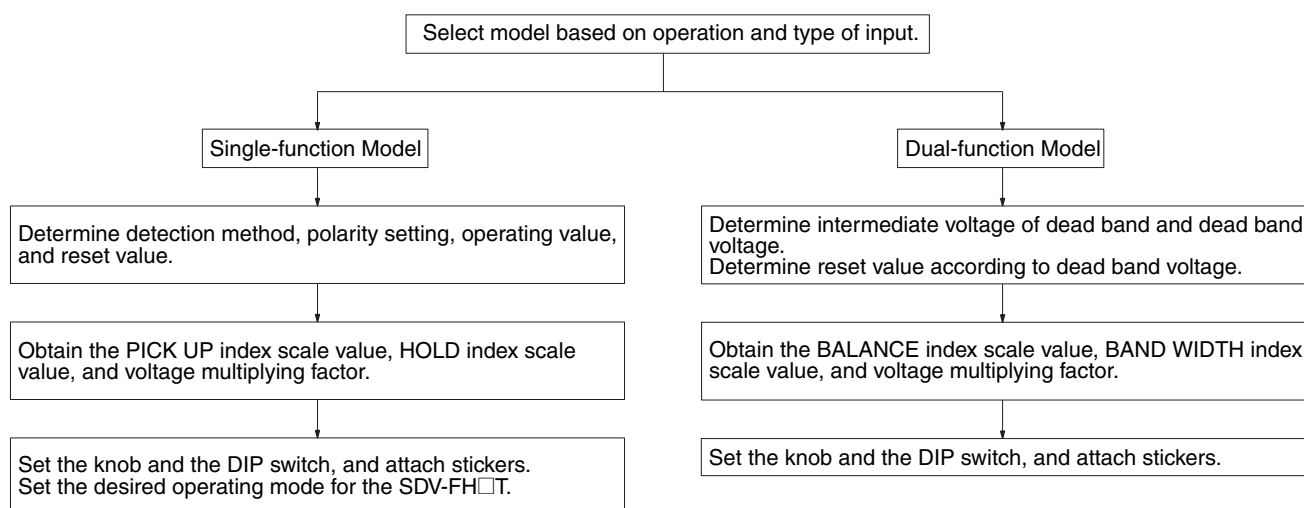 Select model based on operation and type of input.
Single-function Model
Determine detection method, polarity setting, operating value,
and reset value.
Obtain the PICK UP index scale value, HOLD index scale
value, and voltage multiplying factor.
Set the knob and the DIP switch, and attach stickers.
Set the desired operating mode for the SDV-FH□T.
Dual-function Model
Determine intermediate voltage of dead band and dead band
voltage.
Determine reset value according to dead band voltage.
Obtain the BALANCE index scale value, BAND WIDTH index
scale value, and voltage multiplying factor.
Set the knob and the DIP switch, and attach stickers.